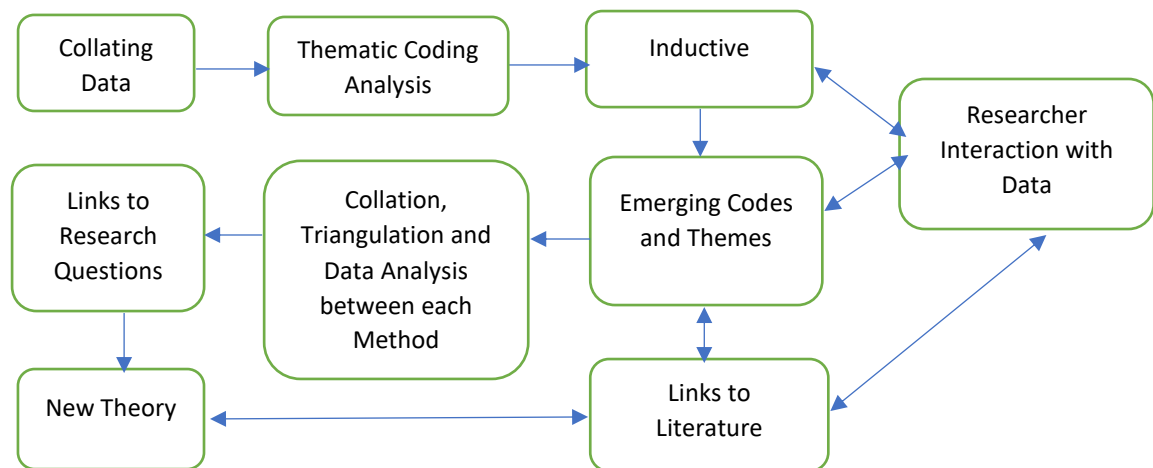 Collating
Data
Thematic Coding
Analysis
Inductive
Researcher
Interaction with
Data
Links to
Research
Questions
Collation,
Triangulation and
Data Analysis
between each
Method
Emerging Codes
and Themes
New Theory
Links to
Literature